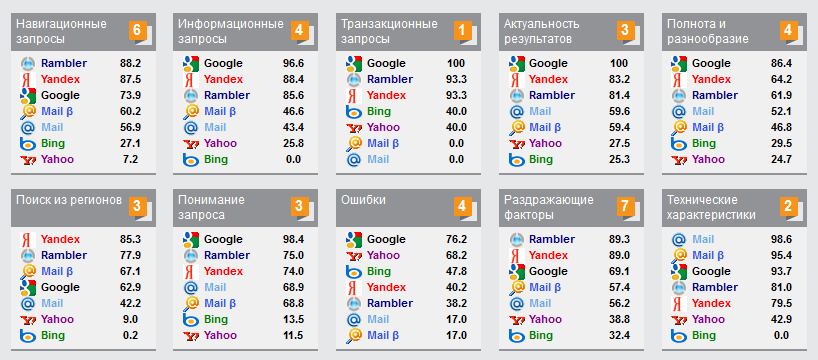 Навигационные запросы 6
Rambler 88.2
Yandex 87.5
Google 73.9
Mail β 60.2
Mail 56.9
Bing 27.1
Yahoo 7.2
Информационные запросы 4
Google 96.6
Yandex 88.4
Rambler 85.6
Mail β 46.6
Mail 43.4
Yahoo 25.8
Bing 0.0
Транзакционные запросы 1
Google 100
Rambler 93.3
Yandex 93.3
Bing 40.0
Yahoo 40.0
Mail β 0.0
Mail 0.0
Актуальность результатов 3
Google 100
Yandex 83.2
Rambler 81.4
Mail 59.6
Mail β 59.4
Yahoo 27.5
Bing 25.3
Полнота и разнообразие 4
Google 86.4
Yandex 64.2
Rambler 61.9
Mail 52.1
Mail β 46.8
Bing 29.5
Yahoo 24.7
Поиск из регионов 3
Yandex 85.3
Rambler 77.9
Mail β 67.1
Google 62.9
Mail 42.2
Yahoo 9.0
Bing 0.2
Понимание запроса 3
Google 98.4
Rambler 75.0
Yandex 74.0
Mail 68.9
Mail β 68.8
Bing 13.5
Yahoo 11.5
Ошибки 4
Google 76.2
Yahoo 68.2
Bing 47.8
Yandex 40.2
Rambler 38.2
Mail 17.0
Mail β 17.0
Раздражающие факторы 7
Rambler 89.3
Yandex 89.0
Google 69.1
Mail β 57.4
Mail 56.2
Yahoo 38.8
Bing 32.4
Технические характеристики 2
Mail 98.6
Mail β 95.4
Google 93.7
Rambler 81.0
Yandex 79.5
Yahoo 42.9
Bing 0.0